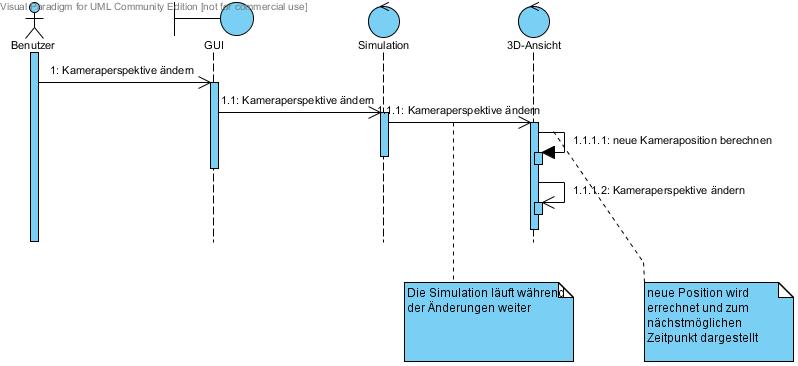 Visual Paradigm for UML Community Edition [not for commercial use]
Benutzer
GUI
Simulation
3D-Ansicht
1: Kameraperspektive ändern
1.1: Kameraperspektive ändern
1.1.1: Kameraperspektive ändern
1.1.1.1: neue Kameraposition berechnen
1.1.1.2: Kameraperspektive ändern
Die Simulation läuft während
der Änderungen weiter
neue Position wird
errechnet und zum
nächstmöglichen
Zeitpunkt dargestellt